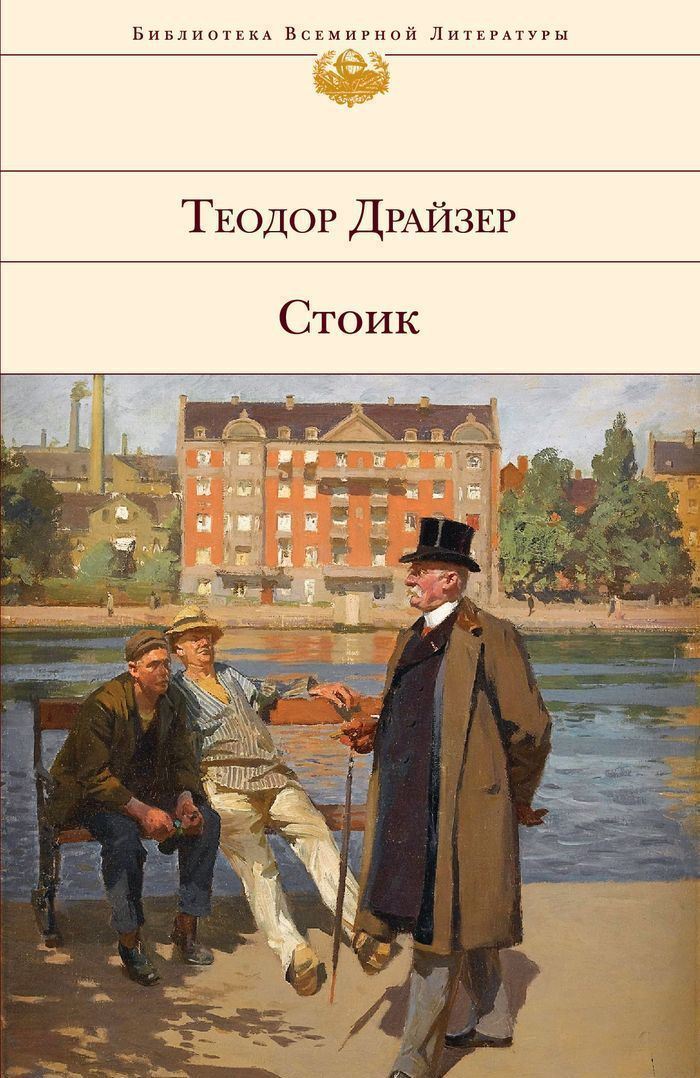 Библиотека Всемирной Литературы
Теодор Драйзер
Стоик